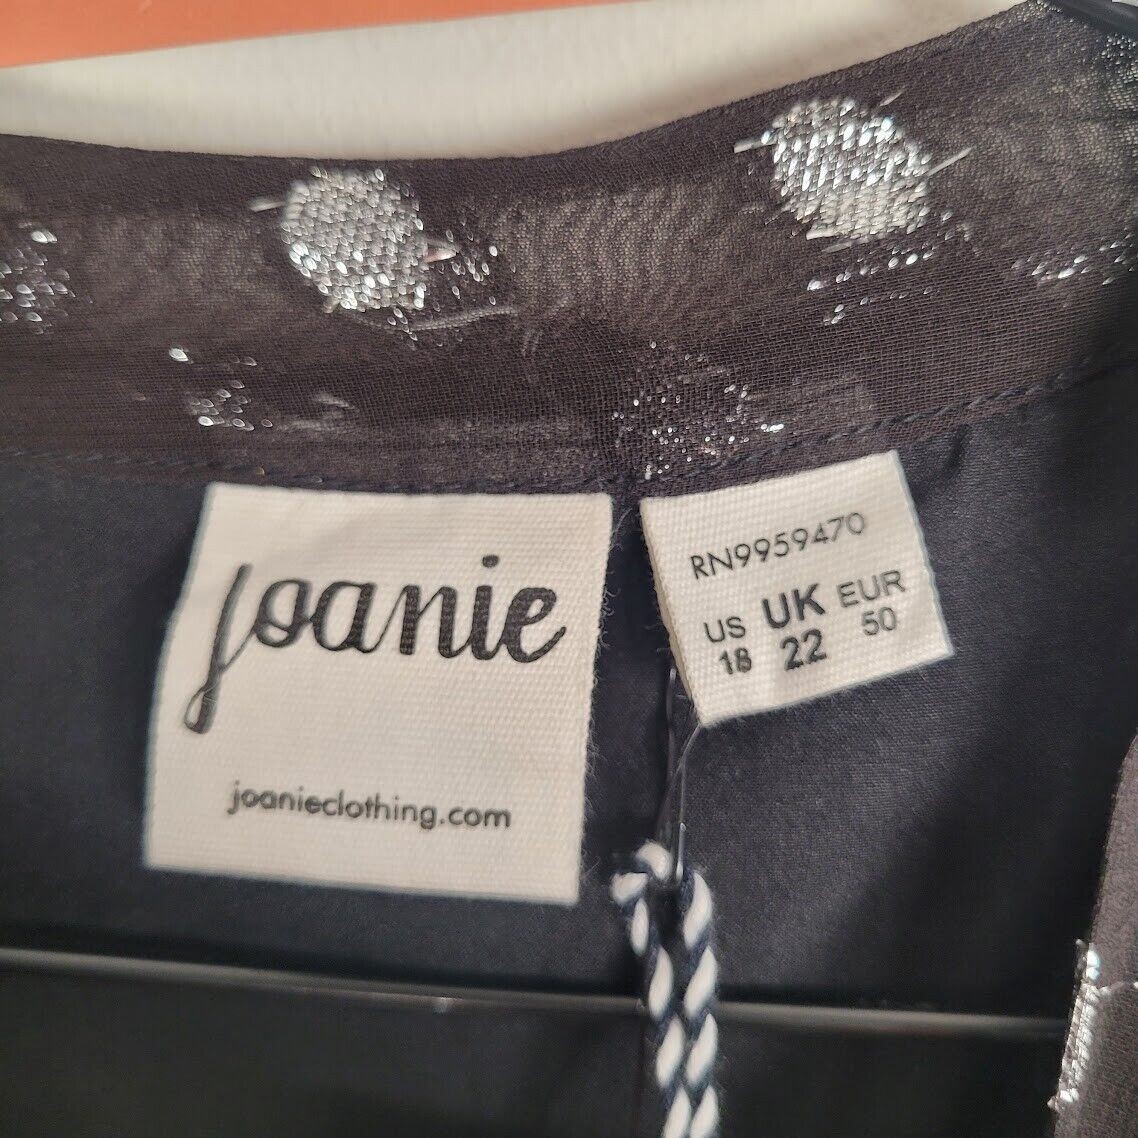 joanie
joanieclothing.com
RN9959470
US UK EUR
18 22 50